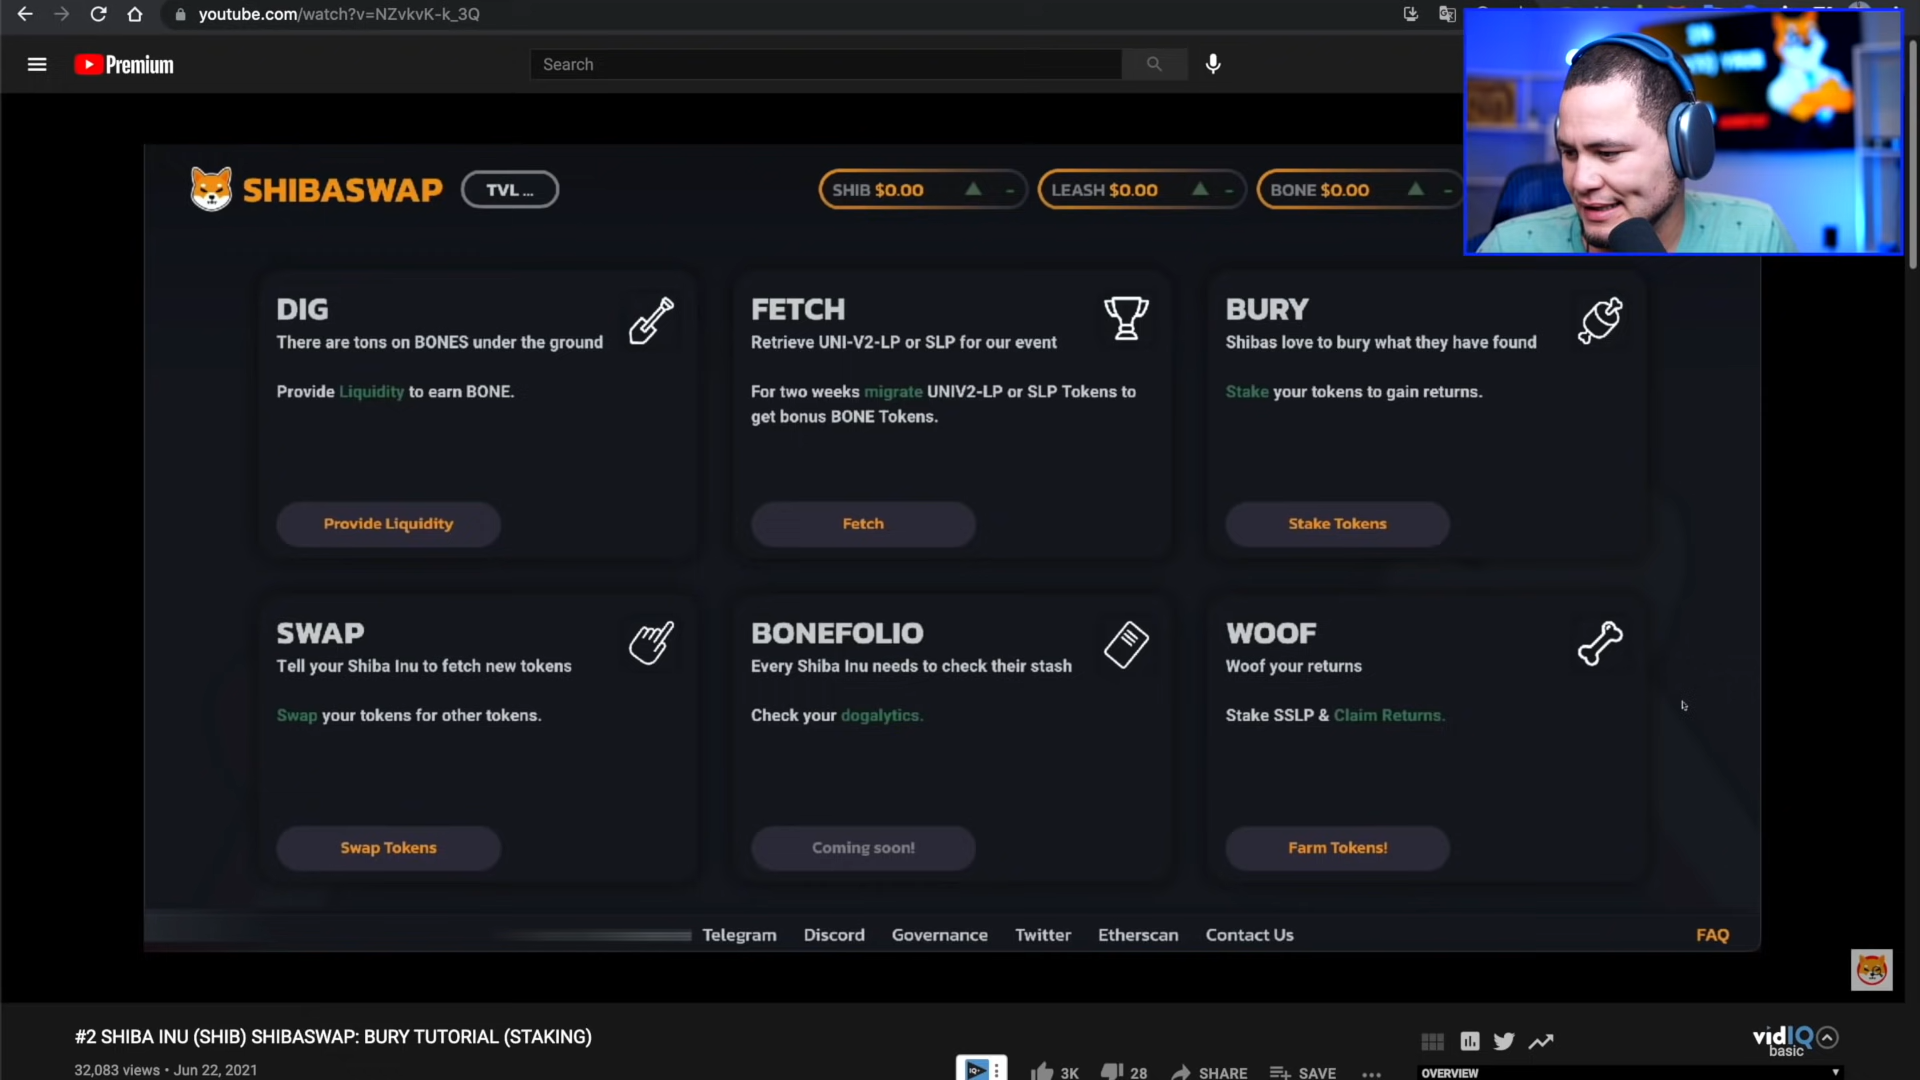 youtube.com/watch?v=NZvkvK-k_3Q
Premium
Search
SHIBASWAP
TVL ...
SHIB $0.00 -
LEASH $0.00 -
BONE $0.00 -
DIG
There are tons on BONES under the ground
Provide Liquidity to earn BONE.
Provide Liquidity
FETCH
Retrieve UNI-V2-LP or SLP for our event
For two weeks migrate UNIV2-LP or SLP Tokens to
get bonus BONE Tokens.
Fetch
BURY
Shibas love to bury what they have found
Stake your tokens to gain returns.
Stake Tokens
SWAP
Tell your Shiba Inu to fetch new tokens
Swap your tokens for other tokens.
Swap Tokens
BONEFOLIO
Every Shiba Inu needs to check their stash
Check your dogalytics.
Coming soon!
WOOF
Woof your returns
Stake SSLP & Claim Returns.
Farm Tokens!
Telegram Discord Governance Twitter Etherscan Contact Us
FAQ
#2 SHIBA INU (SHIB) SHIBASWAP: BURY TUTORIAL (STAKING)
32,083 views • Jun 22, 2021
3K
28
SHARE
SAVE
vidIQ
basic
OVERVIEW